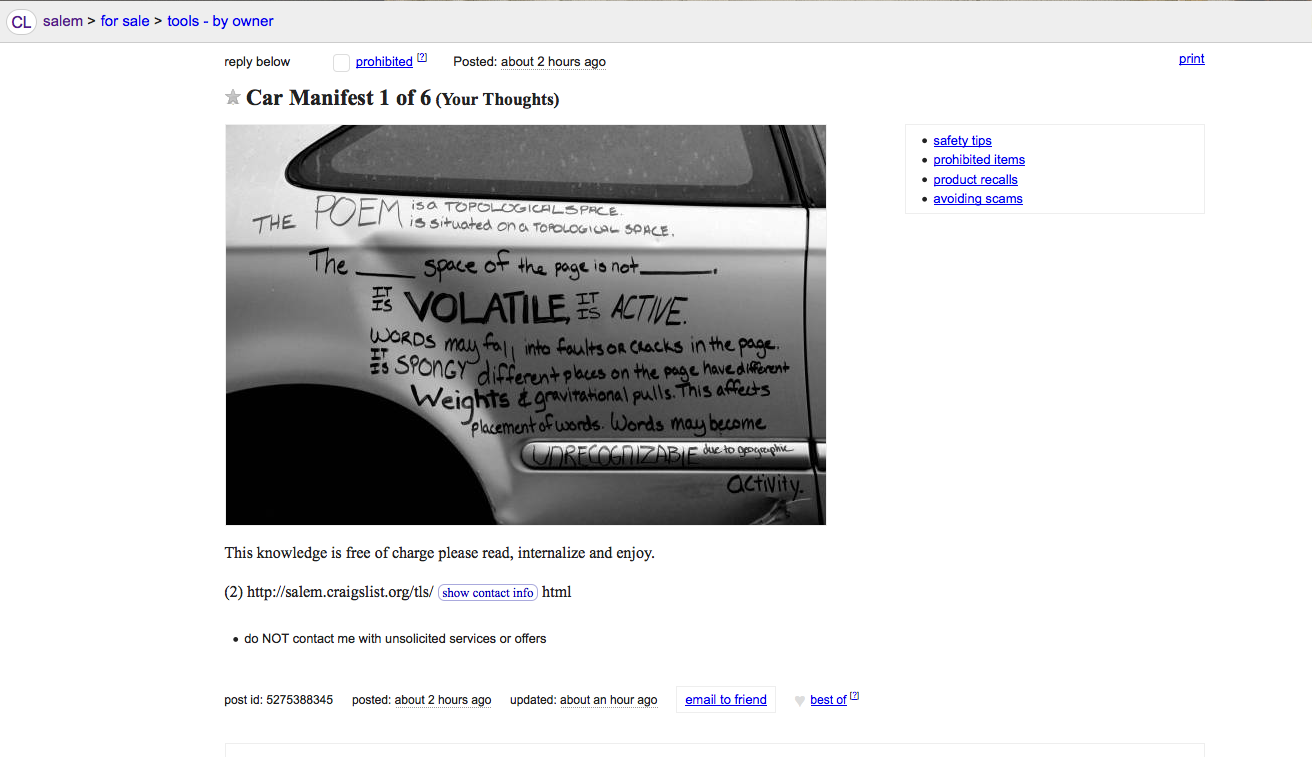 CL salem > for sale > tools - by owner
reply below prohibited [?] Posted: about 2 hours ago print
Car Manifest 1 of 6 (Your Thoughts)
THE POEM is a TOPOLOGICAL SPACE.
is situated on a TOPOLOGICAL SPACE.
The _____ space of the page is not ______.
IT IS VOLATILE, IT IS ACTIVE.
WORDS may fall into faults OR CRACKS in the page.
IT IS SPONGY different places on the page have different
Weights & gravitational pulls. This affects
placement of words. Words may become
UNRECOGNIZABLE due to geographic
activity.
safety tips
prohibited items
product recalls
avoiding scams
This knowledge is free of charge please read, internalize and enjoy.
(2) http://salem.craigslist.org/tls/ show contact info html
do NOT contact me with unsolicited services or offers
post id: 5275388345 posted: about 2 hours ago updated: about an hour ago email to friend best of [?]